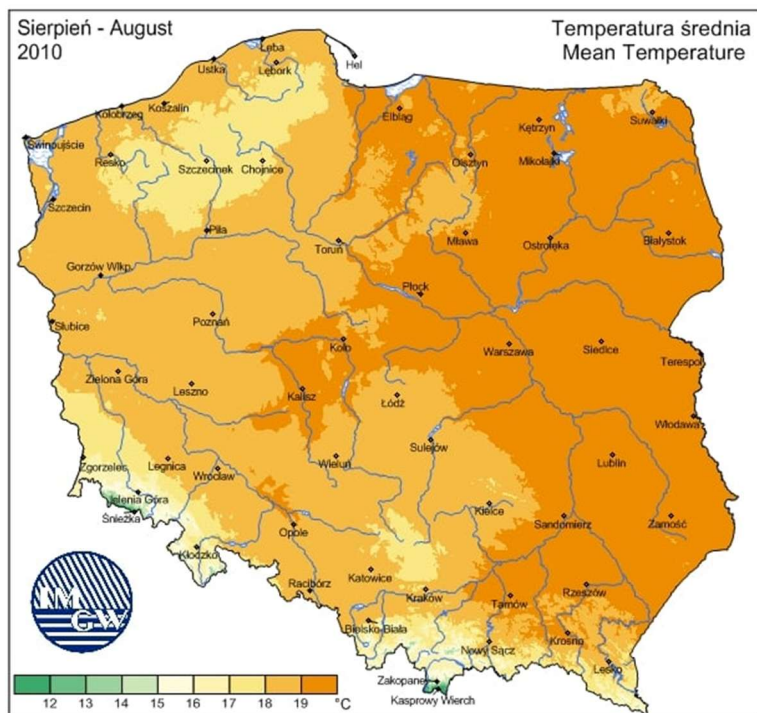 Sierpień - August
2010
Temperatura średnia
Mean Temperature
Łeba
Ustka
Lębork
Hel
Kołobrzeg
Koszalin
Elbląg
Kętrzyn
Suwałki
Świnoujście
Resko
Szczecinek
Chojnice
Olsztyn
Mikołajki
Szczecin
Piła
Toruń
Mława
Ostrołęka
Białystok
Gorzów Wlkp.
Płock
Słubice
Poznań
Koło
Warszawa
Siedlce
Terespol
Zielona Góra
Leszno
Kalisz
Łódź
Włodawa
Sulejów
Zgorzelec
Legnica
Wrocław
Wieluń
Lublin
Jelenia Góra
Śnieżka
Kielce
Sandomierz
Zamość
Opole
Kłodzko
Katowice
Racibórz
Kraków
Tarnów
Rzeszów
Bielsko-Biała
Nowy Sącz
Krosno
Lesko
Zakopane
Kasprowy Wierch
IM
GW
12 13 14 15 16 17 18 19 °C